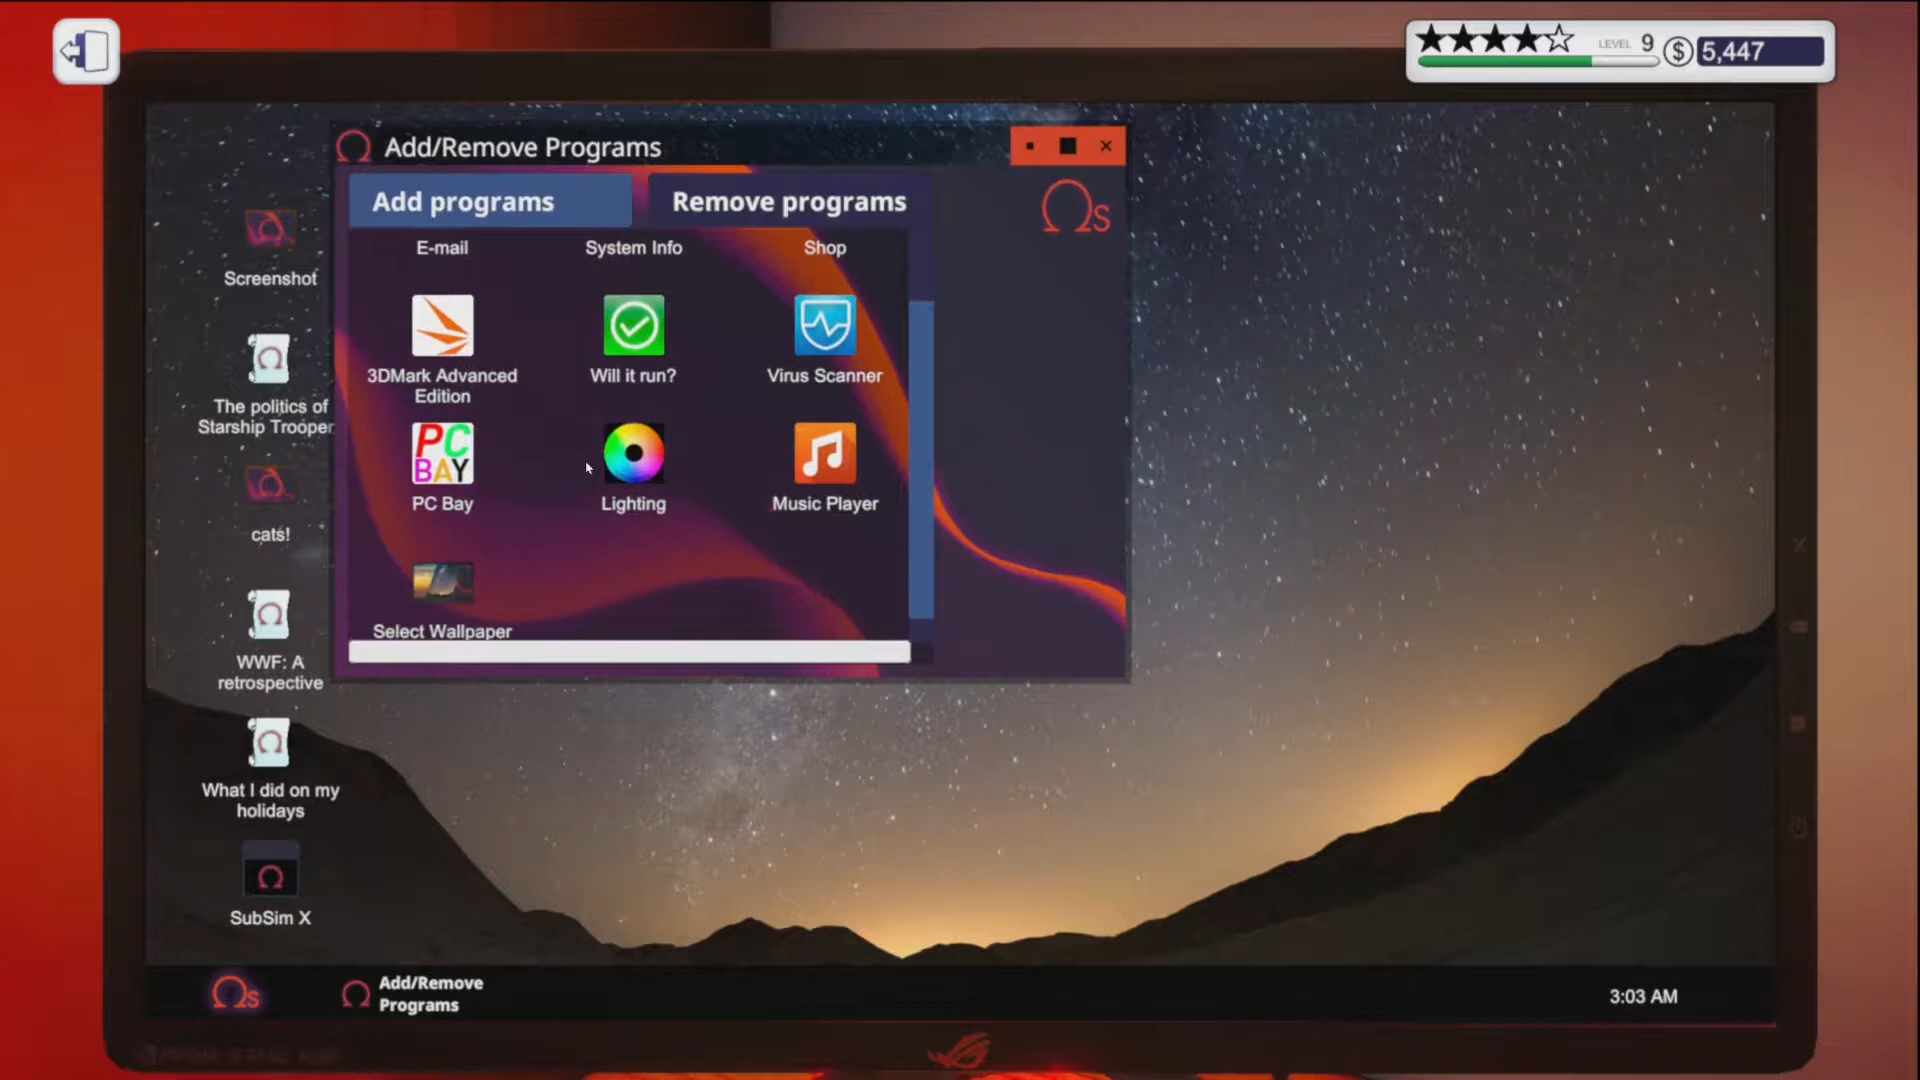 LEVEL 9 $ 5,447
Add/Remove Programs
Add programs
Remove programs
Ωs
E-mail
System Info
Shop
3DMark Advanced
Edition
Will it run?
Virus Scanner
PC
BAY
PC Bay
Lighting
Music Player
Select Wallpaper
Screenshot
The politics of
Starship Trooper
cats!
WWF: A
retrospective
What I did on my
holidays
SubSim X
Ωs
Add/Remove
Programs
3:03 AM